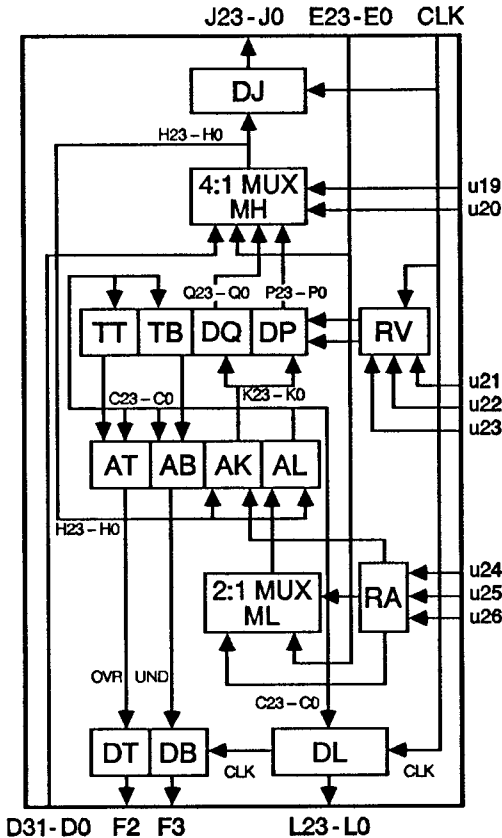 J23-J0 E23-E0 CLK
DJ
H23-H0
4:1 MUX
MH
u19
u20
Q23-Q0 P23-P0
TT TB DQ DP RV
u21
C23-C0 K23-K0
u22
u23
AT AB AK AL
H23-H0
u24
2:1 MUX
ML
RA
u25
u26
OVR UND
C23-C0
DT DB DL
CLK CLK
D31-D0 F2 F3 L23-L0